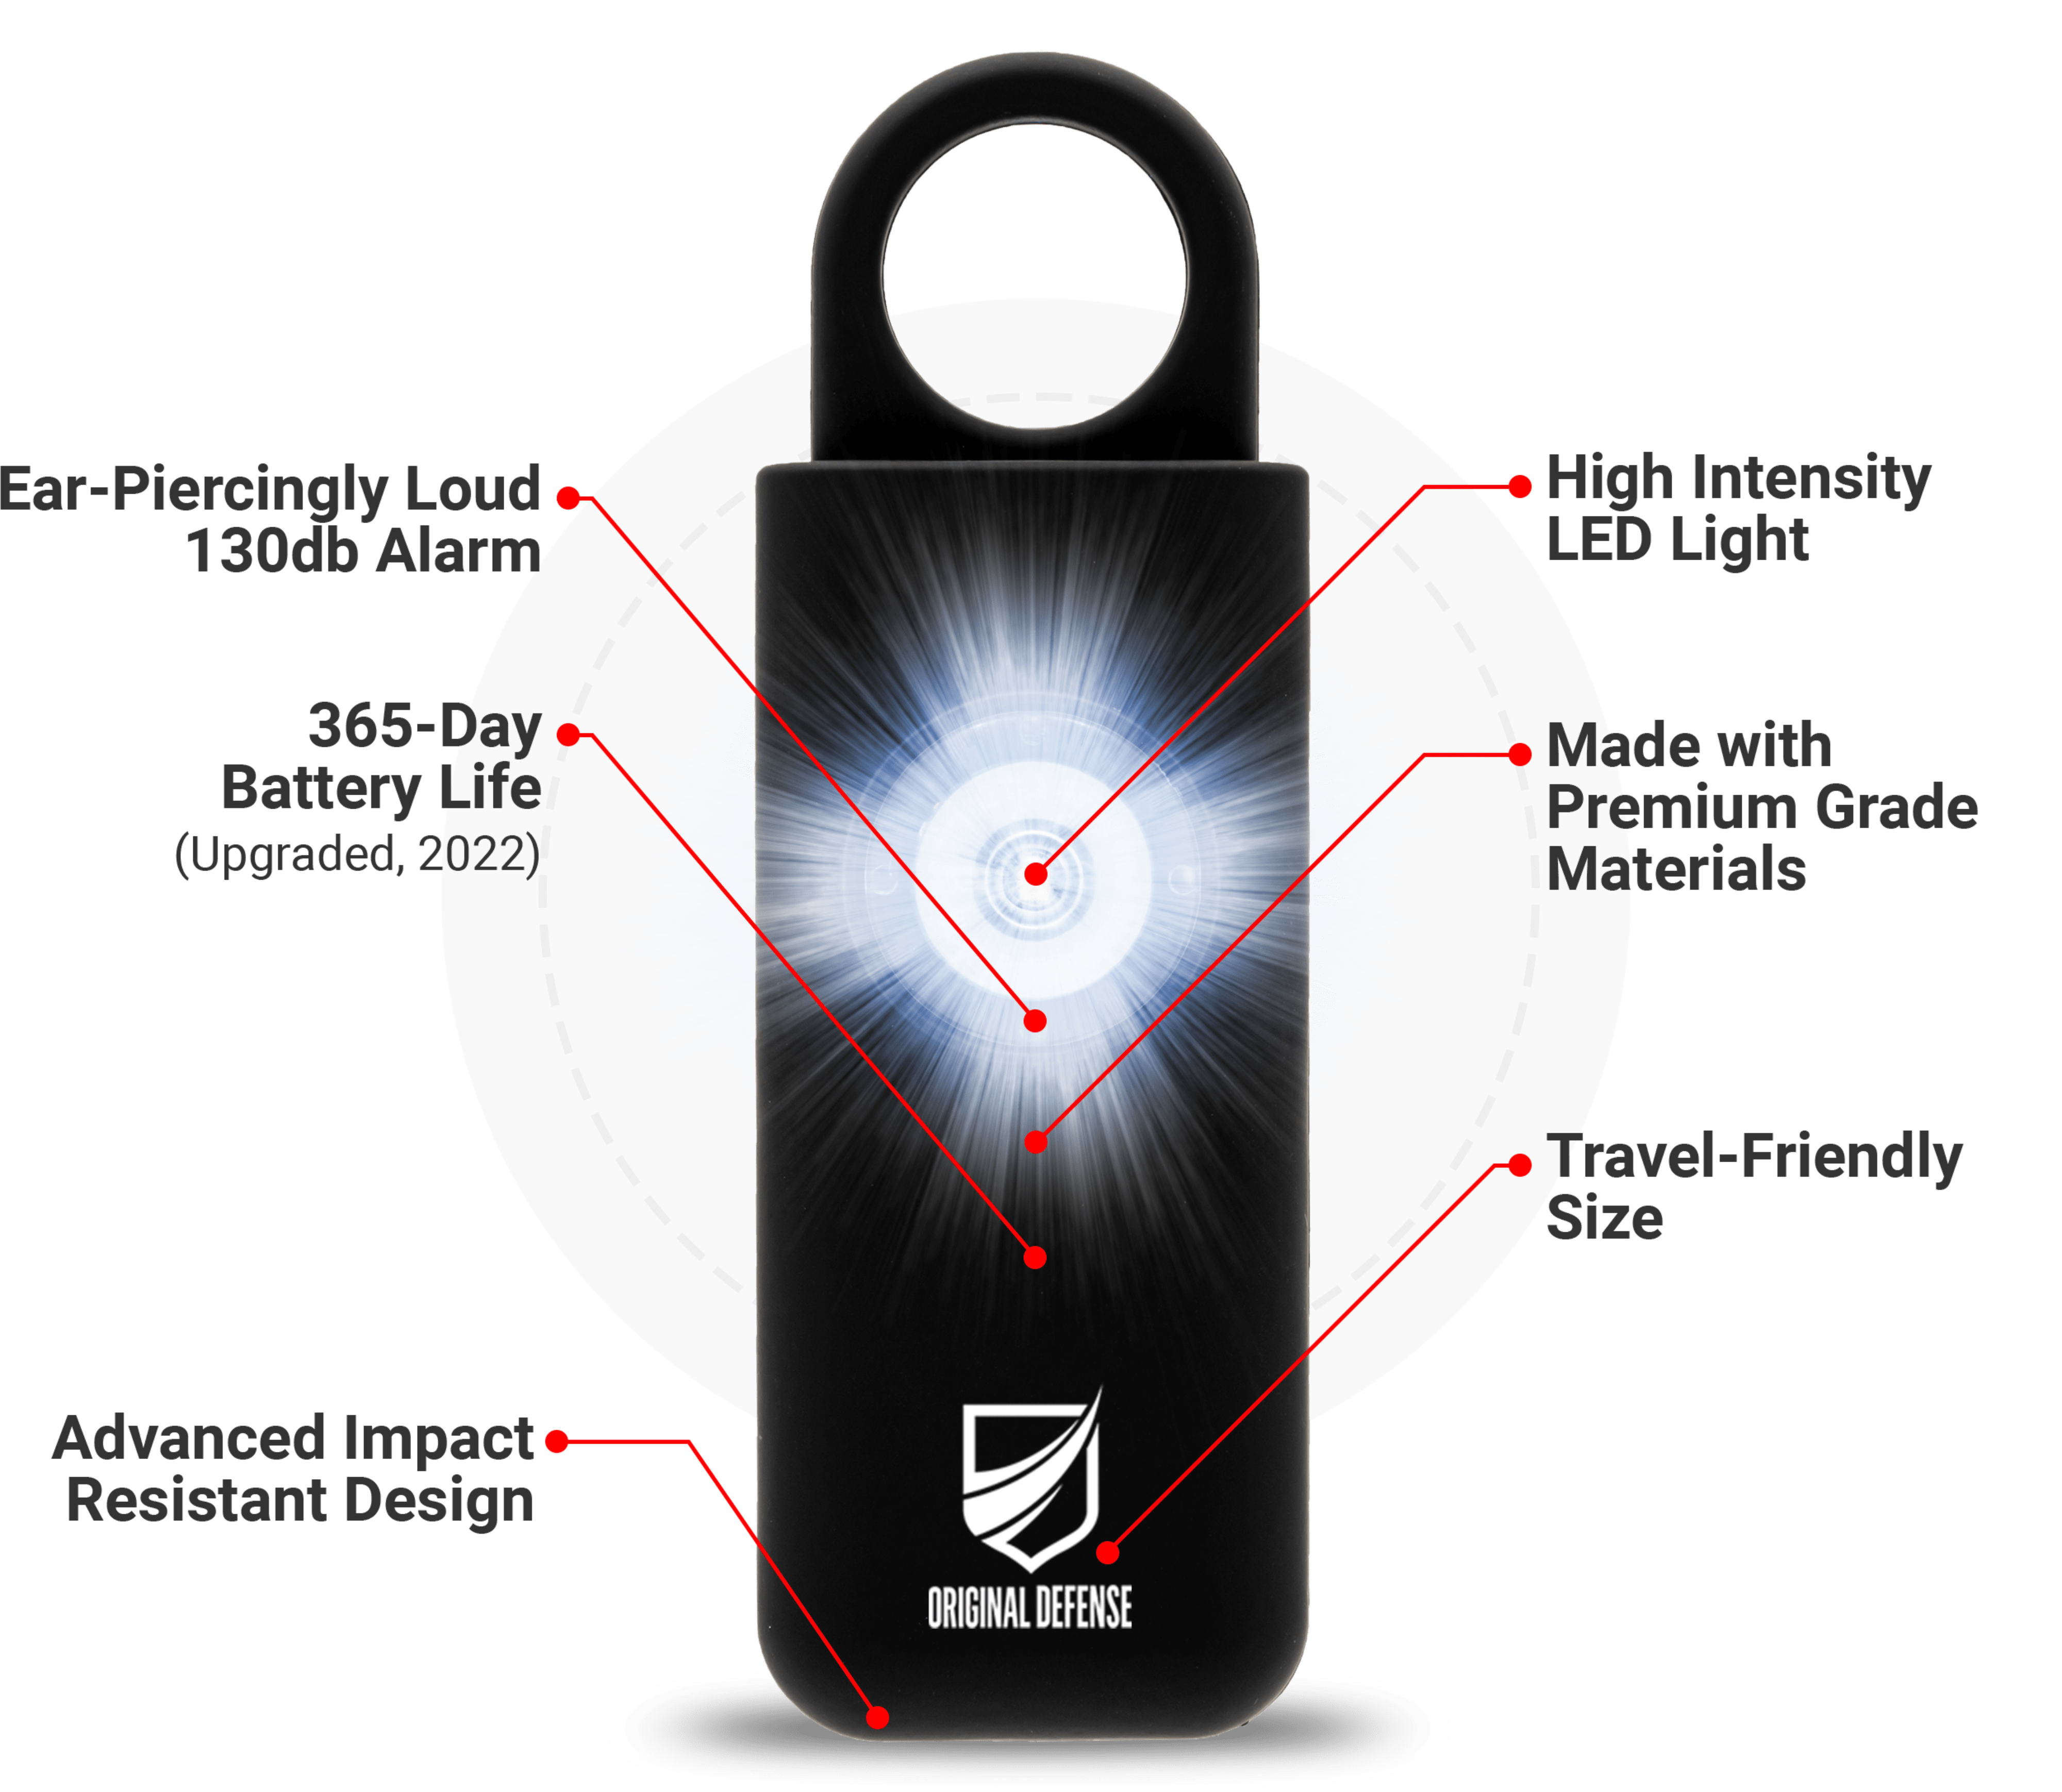 Ear-Piercingly Loud
130db Alarm
365-Day
Battery Life
(Upgraded, 2022)
Advanced Impact
Resistant Design
High Intensity
LED Light
Made with
Premium Grade
Materials
Travel-Friendly
Size
ORIGINAL DEFENSE